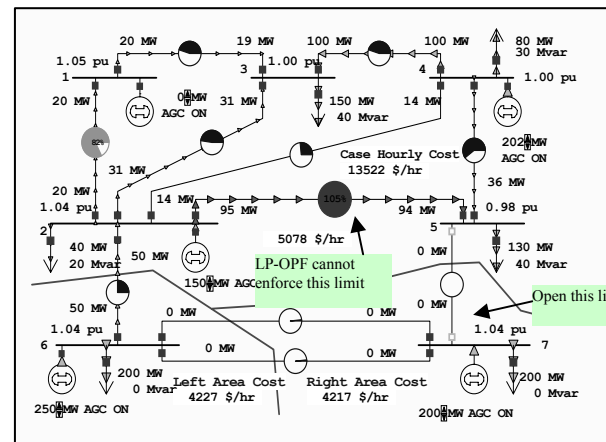 20 MW
19 MW
100 MW
100 MW
80 MW
30 Mvar
1.05 pu
1.00 pu
1
3
4
1.00 pu
20 MW
0 MW
AGC ON
31 MW
150 MW
40 Mvar
14 MW
82%
202 MW
AGC ON
Case Hourly Cost
13522 $/hr
31 MW
20 MW
1.04 pu
14 MW
95 MW
105%
94 MW
36 MW
0.98 pu
2
5
40 MW
20 Mvar
50 MW
5078 $/hr
0 MW
130 MW
40 Mvar
150 MW AGC ON
LP-OPF cannot
enforce this limit
0 MW
Open this li
50 MW
1.04 pu
0 MW
0 MW
1.04 pu
6
0 MW
0 MW
7
200 MW
0 Mvar
Left Area Cost
4227 $/hr
Right Area Cost
4217 $/hr
200 MW
0 Mvar
250 MW AGC ON
200 MW AGC ON